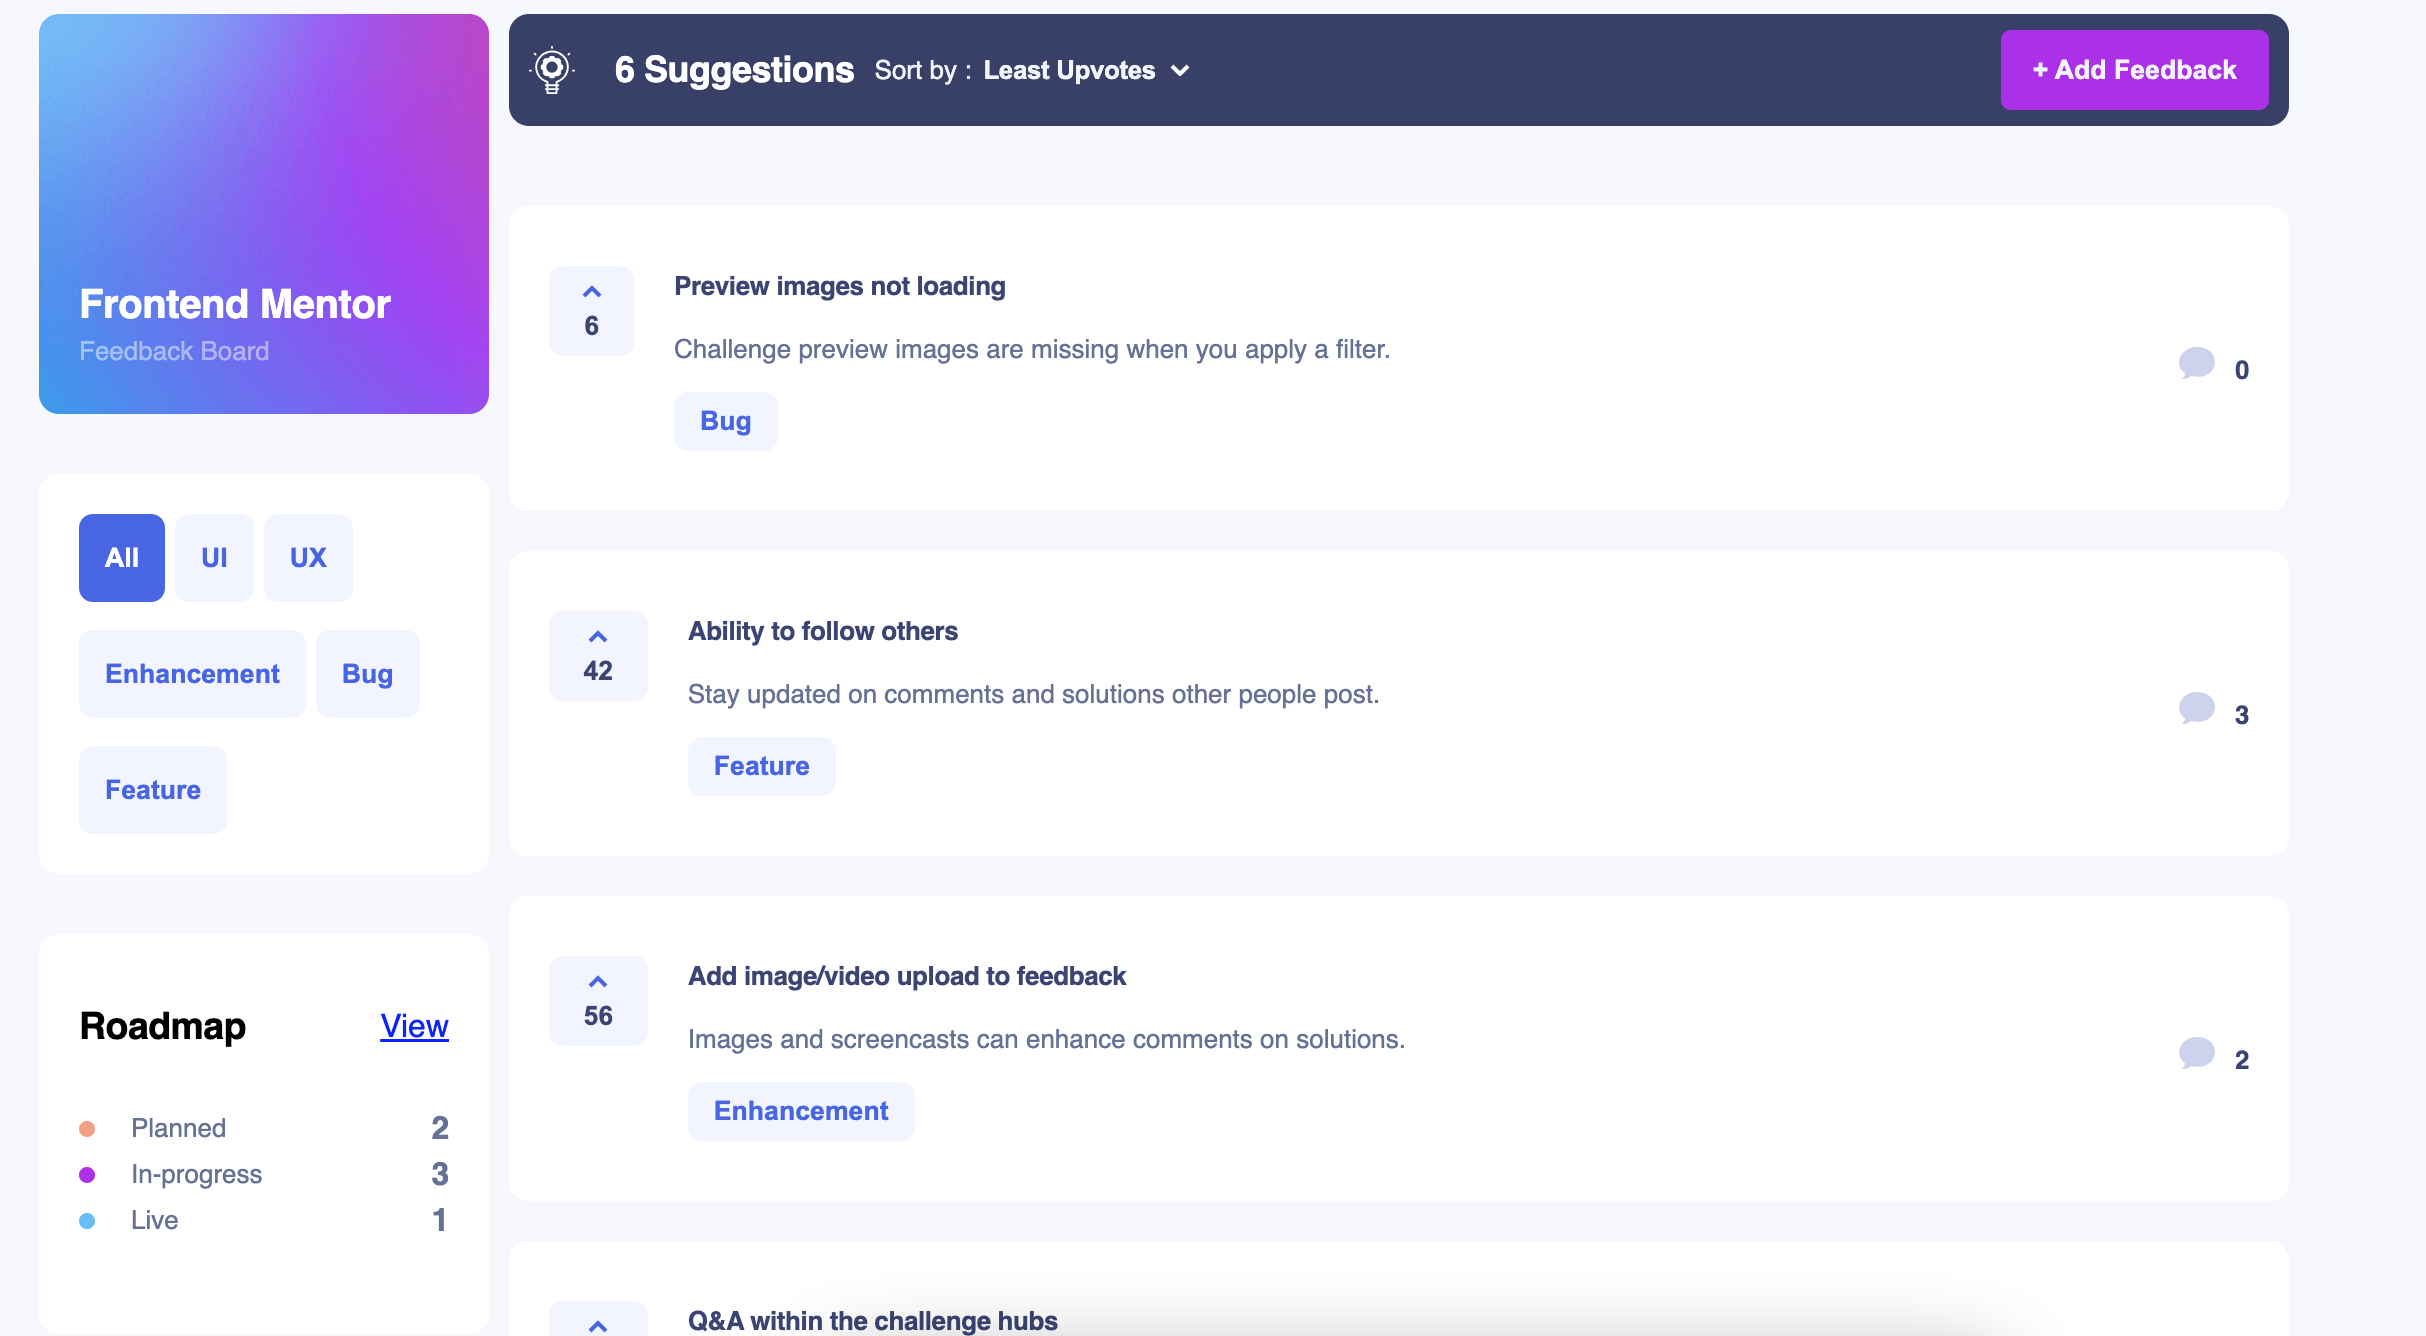 Frontend Mentor
Feedback Board
All UI UX
Enhancement Bug
Feature
Roadmap View
Planned 2
In-progress 3
Live 1
6 Suggestions Sort by : Least Upvotes + Add Feedback
6
Preview images not loading
Challenge preview images are missing when you apply a filter.
Bug
0
42
Ability to follow others
Stay updated on comments and solutions other people post.
Feature
3
56
Add image/video upload to feedback
Images and screencasts can enhance comments on solutions.
Enhancement
2
Q&A within the challenge hubs